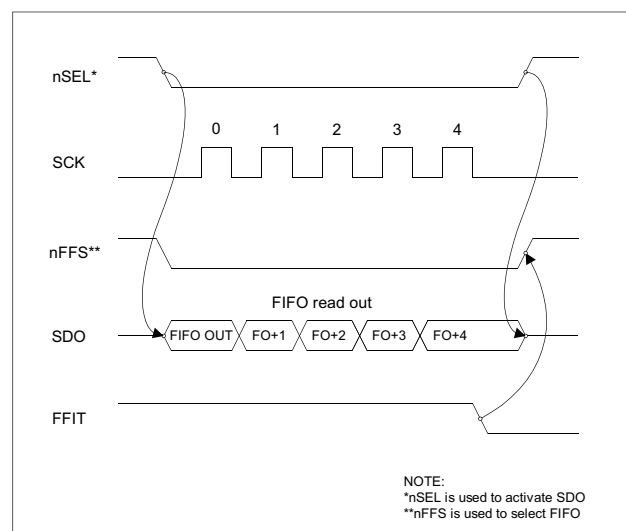 nSEL*
0 1 2 3 4
SCK
nFFS**
FIFO read out
SDO FIFO OUT FO+1 FO+2 FO+3 FO+4
FFIT
NOTE:
*nSEL is used to activate SDO
**nFFS is used to select FIFO